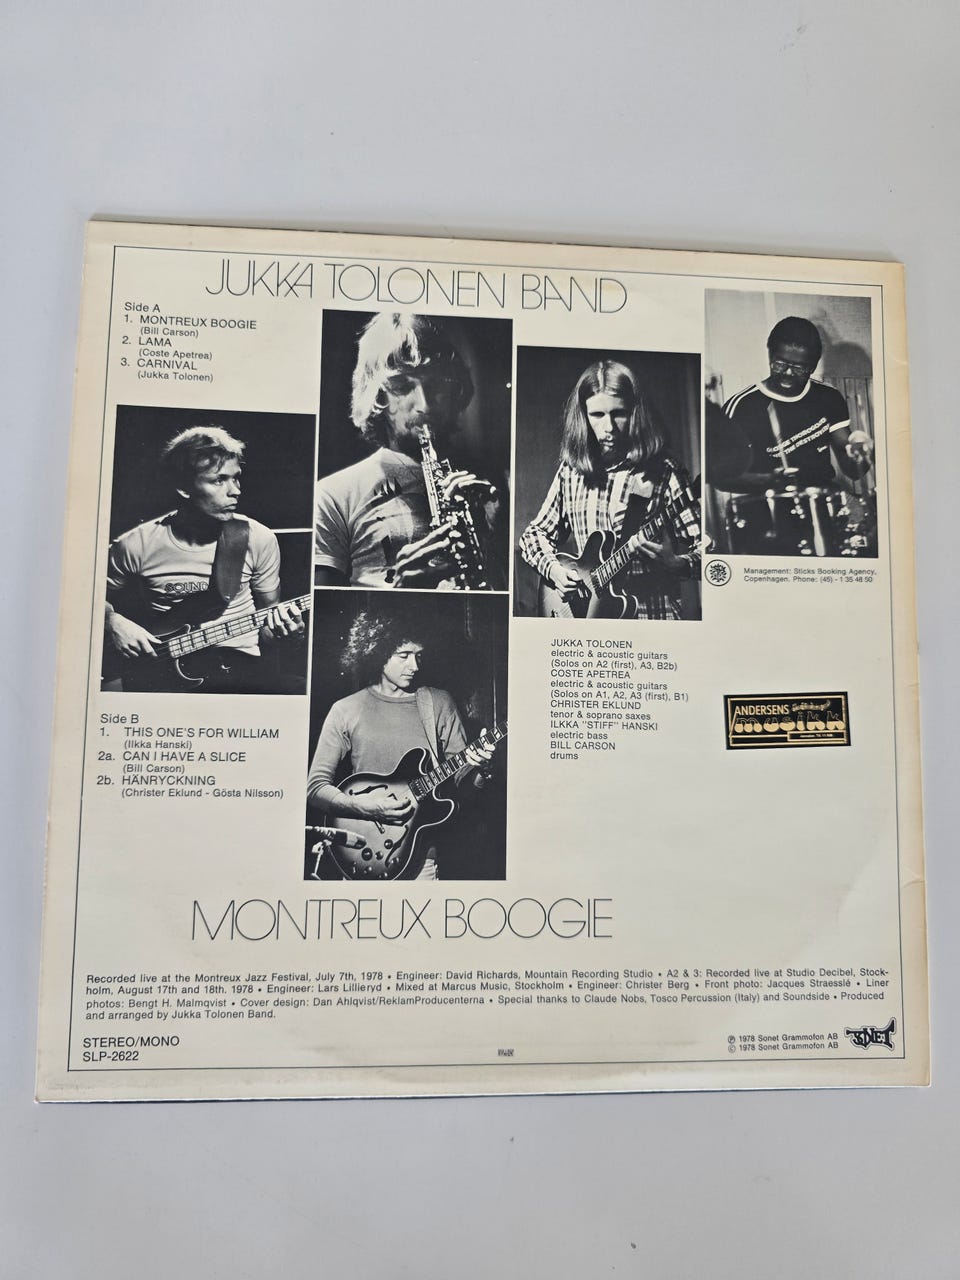 JUKKA TOLONEN BAND
Side A
1. MONTREUX BOOGIE
(Bill Carson)
2. LAMA
(Coste Apetrea)
3. CARNIVAL
(Jukka Tolonen)
SOUND
THE DESTROYERS
Management: Sticks Booking Agency,
Copenhagen. Phone: (45) - 1 35 48 50
JUKKA TOLONEN
electric & acoustic guitars
(Solos on A2 (first), A3, B2b)
COSTE APETREA
electric & acoustic guitars
(Solos on A1, A2, A3 (first), B1)
CHRISTER EKLUND
tenor & soprano saxes
ILKKA "STIFF" HANSKI
electric bass
BILL CARSON
drums
ANDERSENS
musikk
Side B
1. THIS ONE'S FOR WILLIAM
(Ilkka Hanski)
2a. CAN I HAVE A SLICE
(Bill Carson)
2b. HÄNRYCKNING
(Christer Eklund - Gösta Nilsson)
MONTREUX BOOGIE
Recorded live at the Montreux Jazz Festival, July 7th, 1978 • Engineer: David Richards, Mountain Recording Studio • A2 & 3: Recorded live at Studio Decibel, Stock-
holm, August 17th and 18th. 1978 • Engineer: Lars Lillieryd • Mixed at Marcus Music, Stockholm • Engineer: Christer Berg • Front photo: Jacques Straesslé • Liner
photos: Bengt H. Malmqvist • Cover design: Dan Ahlqvist/ReklamProducenterna • Special thanks to Claude Nobs, Tosco Percussion (Italy) and Soundside • Produced
and arranged by Jukka Tolonen Band.
STEREO/MONO
SLP-2622
℗ 1978 Sonet Grammofon AB
© 1978 Sonet Grammofon AB
SONET